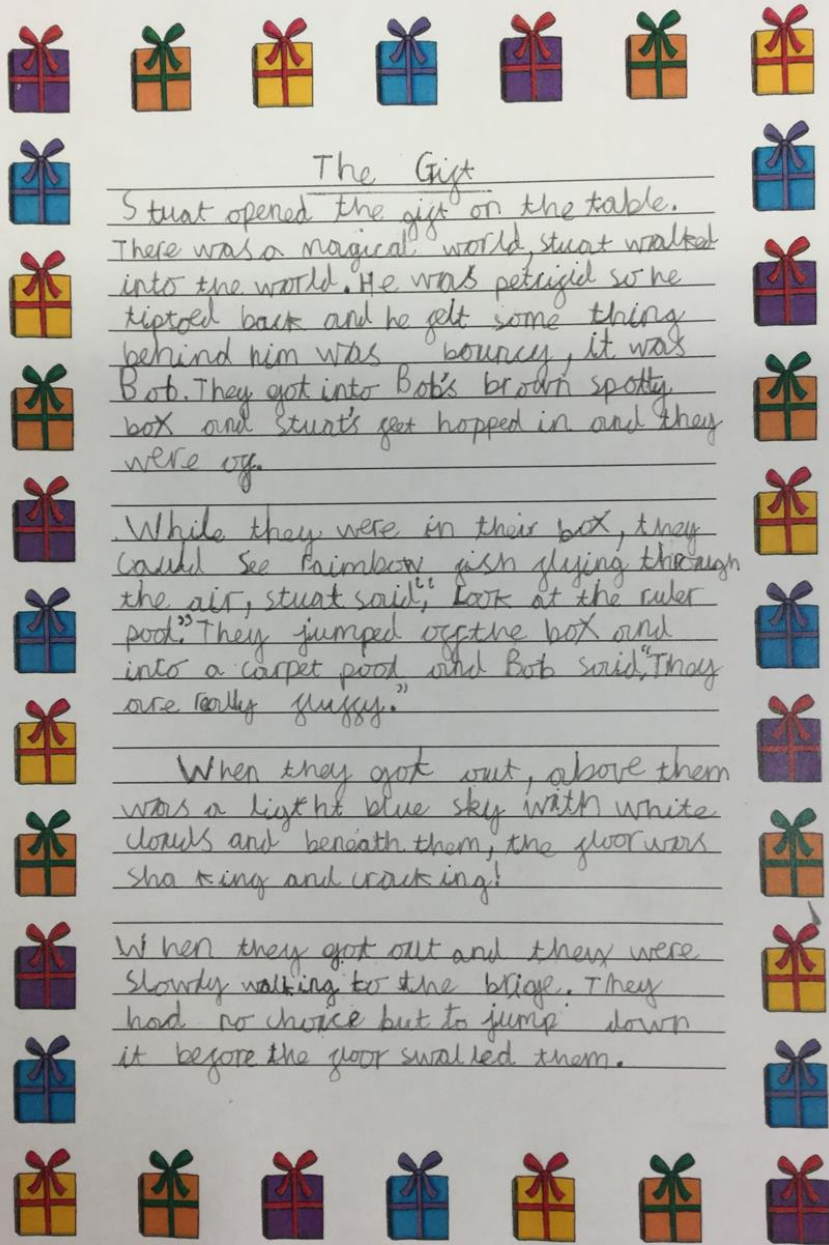 The Gift
Stuat opened the gift on the table.
There was a magical world, stuat walked
into the world. He was petrifid so he
tiptoed back and he felt some thing
behind him was bouncy, it was
Bob. They got into Bob's brown spotty
box and stuat's feet hopped in and they
were off.
While they were in their box, they
could see rainbow fish flying through
the air, stuat said, "Look at the ruler
pool." They jumped off the box and
into a carpet pool and Bob said, "They
are really fluffy."
When they got out, above them
was a light blue sky with white
clouds and beneath them, the floor was
sha king and crack ing!
When they got out and they were
slowly walking to the brige. They
had no choice but to jump down
it before the floor swalled them.